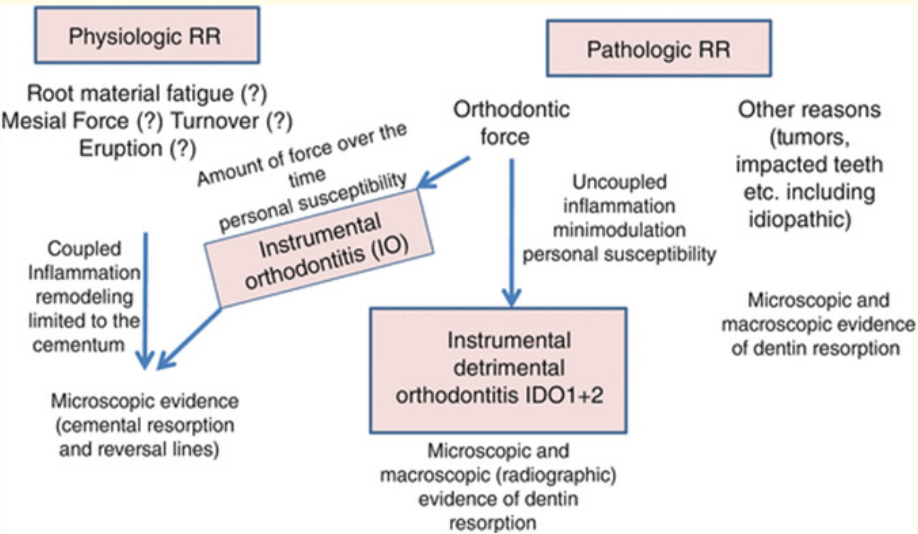 Physiologic RR
Pathologic RR
Root material fatigue (?)
Mesial Force (?) Turnover (?)
Eruption (?)
Amount of force over the
time
personal susceptibility
Instrumental
orthodontitis (IO)
Coupled
Inflammation
remodeling
limited to the
cementum
Microscopic evidence
(cemental resorption
and reversal lines)
Orthodontic
force
Uncoupled
inflammation
minimodulation
personal susceptibility
Instrumental
detrimental
orthodontitis IDO1+2
Microscopic and
macroscopic (radiographic)
evidence of dentin
resorption
Other reasons
(tumors,
impacted teeth
etc. including
idiopathic)
Microscopic and
macroscopic evidence
of dentin resorption